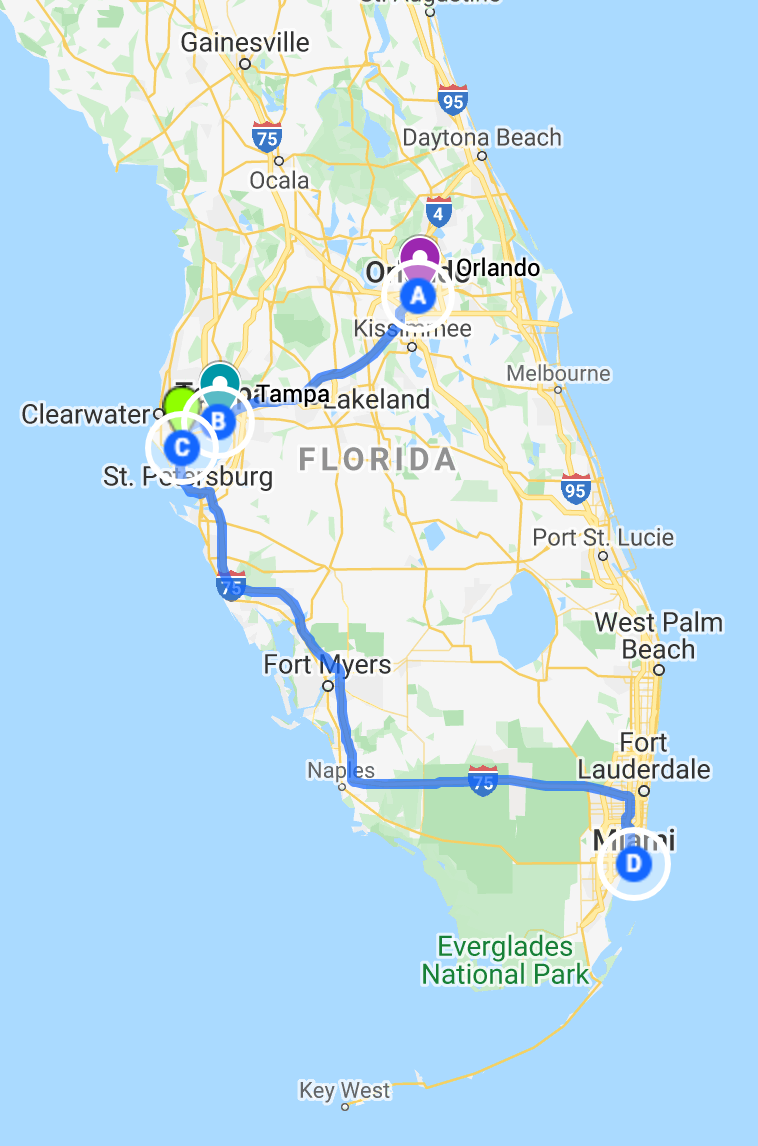 St. Augustine
Gainesville
95
75
Daytona Beach
Ocala
4
Orlando
Orlando
A
Kissimmee
Melbourne
Tampa
Tampa
Lakeland
Clearwater
B
C
FLORIDA
St. Petersburg
95
Port St. Lucie
75
West Palm
Beach
Fort Myers
Fort
Lauderdale
Naples
75
Miami
D
Everglades
National Park
Key West